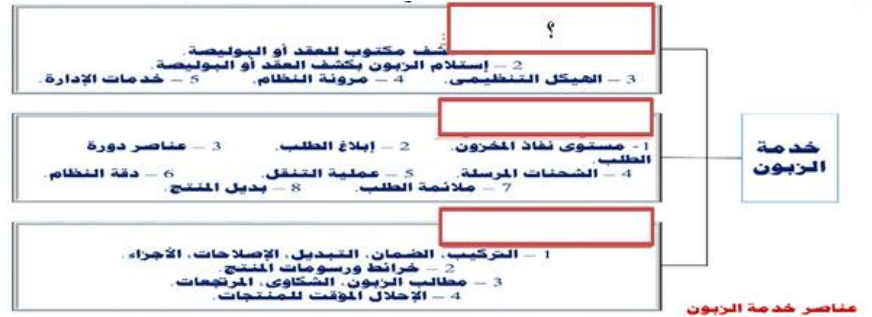 ؟
كشف مكتوب للعقد أو البوليصة.
2 – إستلام الزبون بكشف العقد أو البوليصة.
3 – الهيكل التنظيمى. 4 – مرونة النظام. 5 – خدمات الإدارة.
1- مستوى نفاذ المخزون. 2 – إبلاغ الطلب. 3 – عناصر دورة
الطلب.
4 – الشحنات المرسلة. 5 – عملية التنقل. 6 – دقة النظام.
7 – ملائمة الطلب. 8 – بديل المنتج.
1 – التركيب، الضمان، التبديل، الإصلاحات، الأجزاء.
2 – خرائط ورسومات المنتج.
3 – مطالب الزبون، الشكاوى، المرتجعات.
4 – الإحلال المؤقت للمنتجات.
خدمة
الزبون
عناصر خدمة الزبون